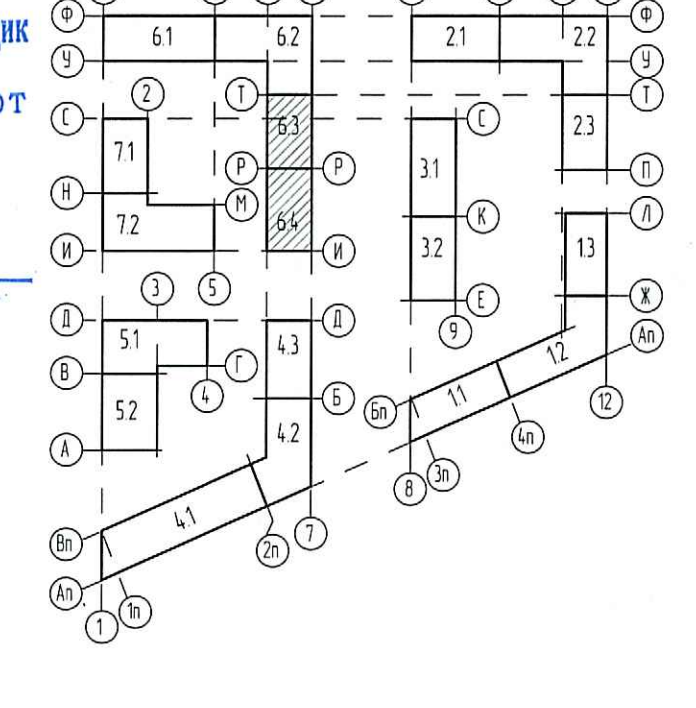 Ф 6.1 6.2 2.1 2.2 Ф
У У
Т Т
2
С 6.3 С 2.3
7.1 3.1
Р Р П
Н
М К Л
7.2 6.4 3.2 1.3
И И
3 5 Е Ж
Д Д 9
5.1 4.3 Ап
Г 1.2
В 4 Б 1.1 12
5.2 Бп
4.2 4п
А 3п
8
4.1 7
Вп 2п
Ап 1п
1